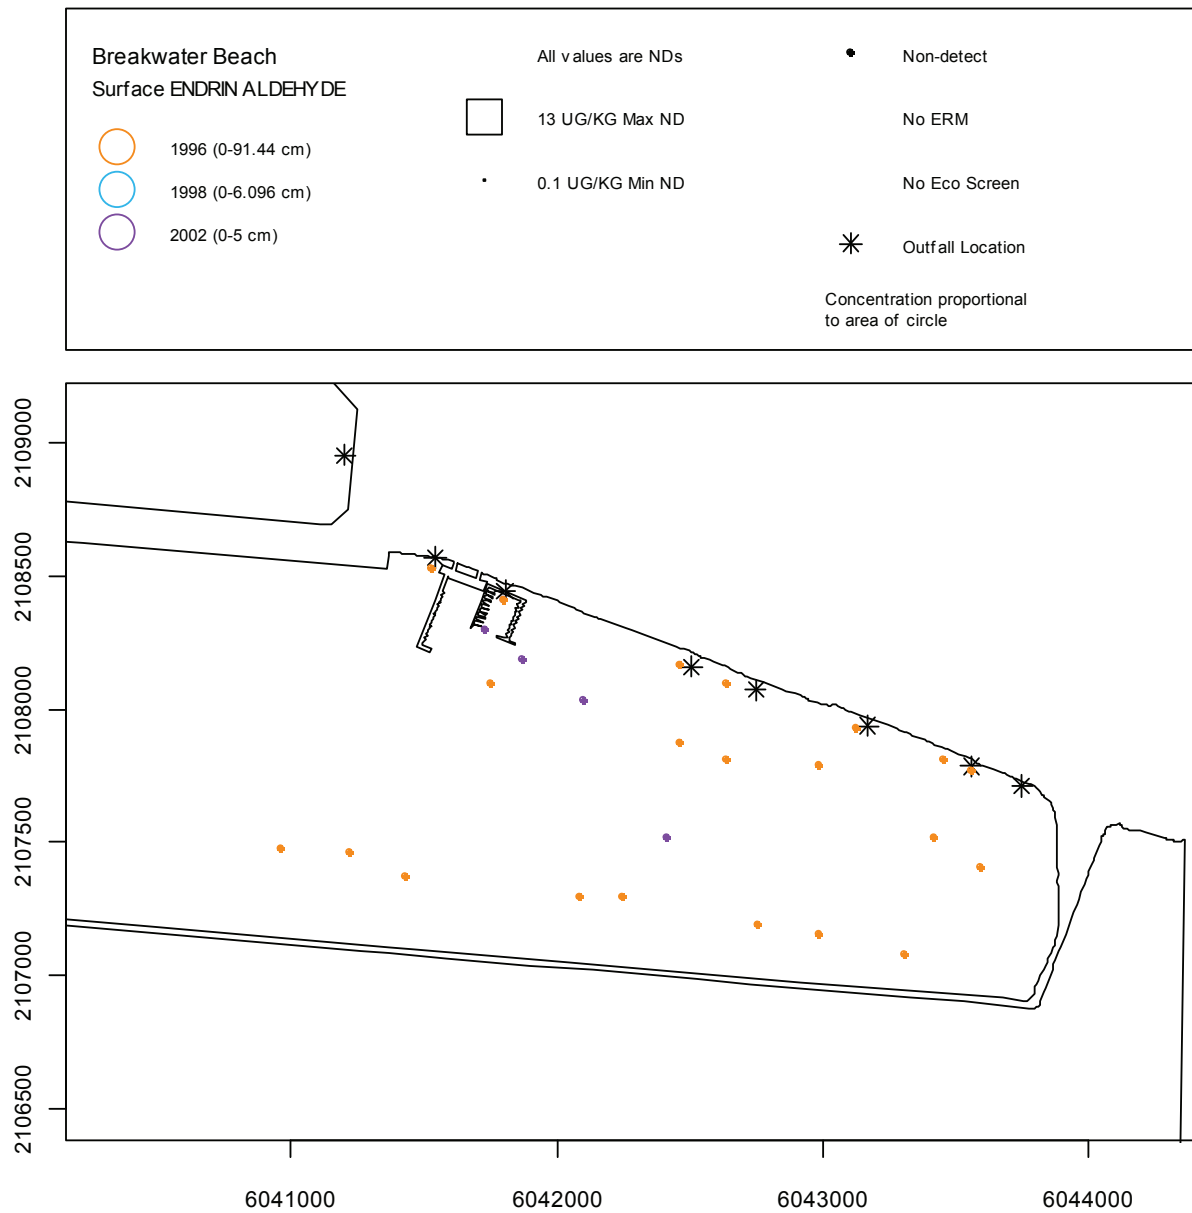 Breakwater Beach
Surface ENDRIN ALDEHYDE
1996 (0-91.44 cm)
1998 (0-6.096 cm)
2002 (0-5 cm)
All values are NDs
13 UG/KG Max ND
0.1 UG/KG Min ND
Non-detect
No ERM
No Eco Screen
Outfall Location
Concentration proportional
to area of circle
2109000
2108500
2108000
2107500
2107000
2106500
6041000
6042000
6043000
6044000